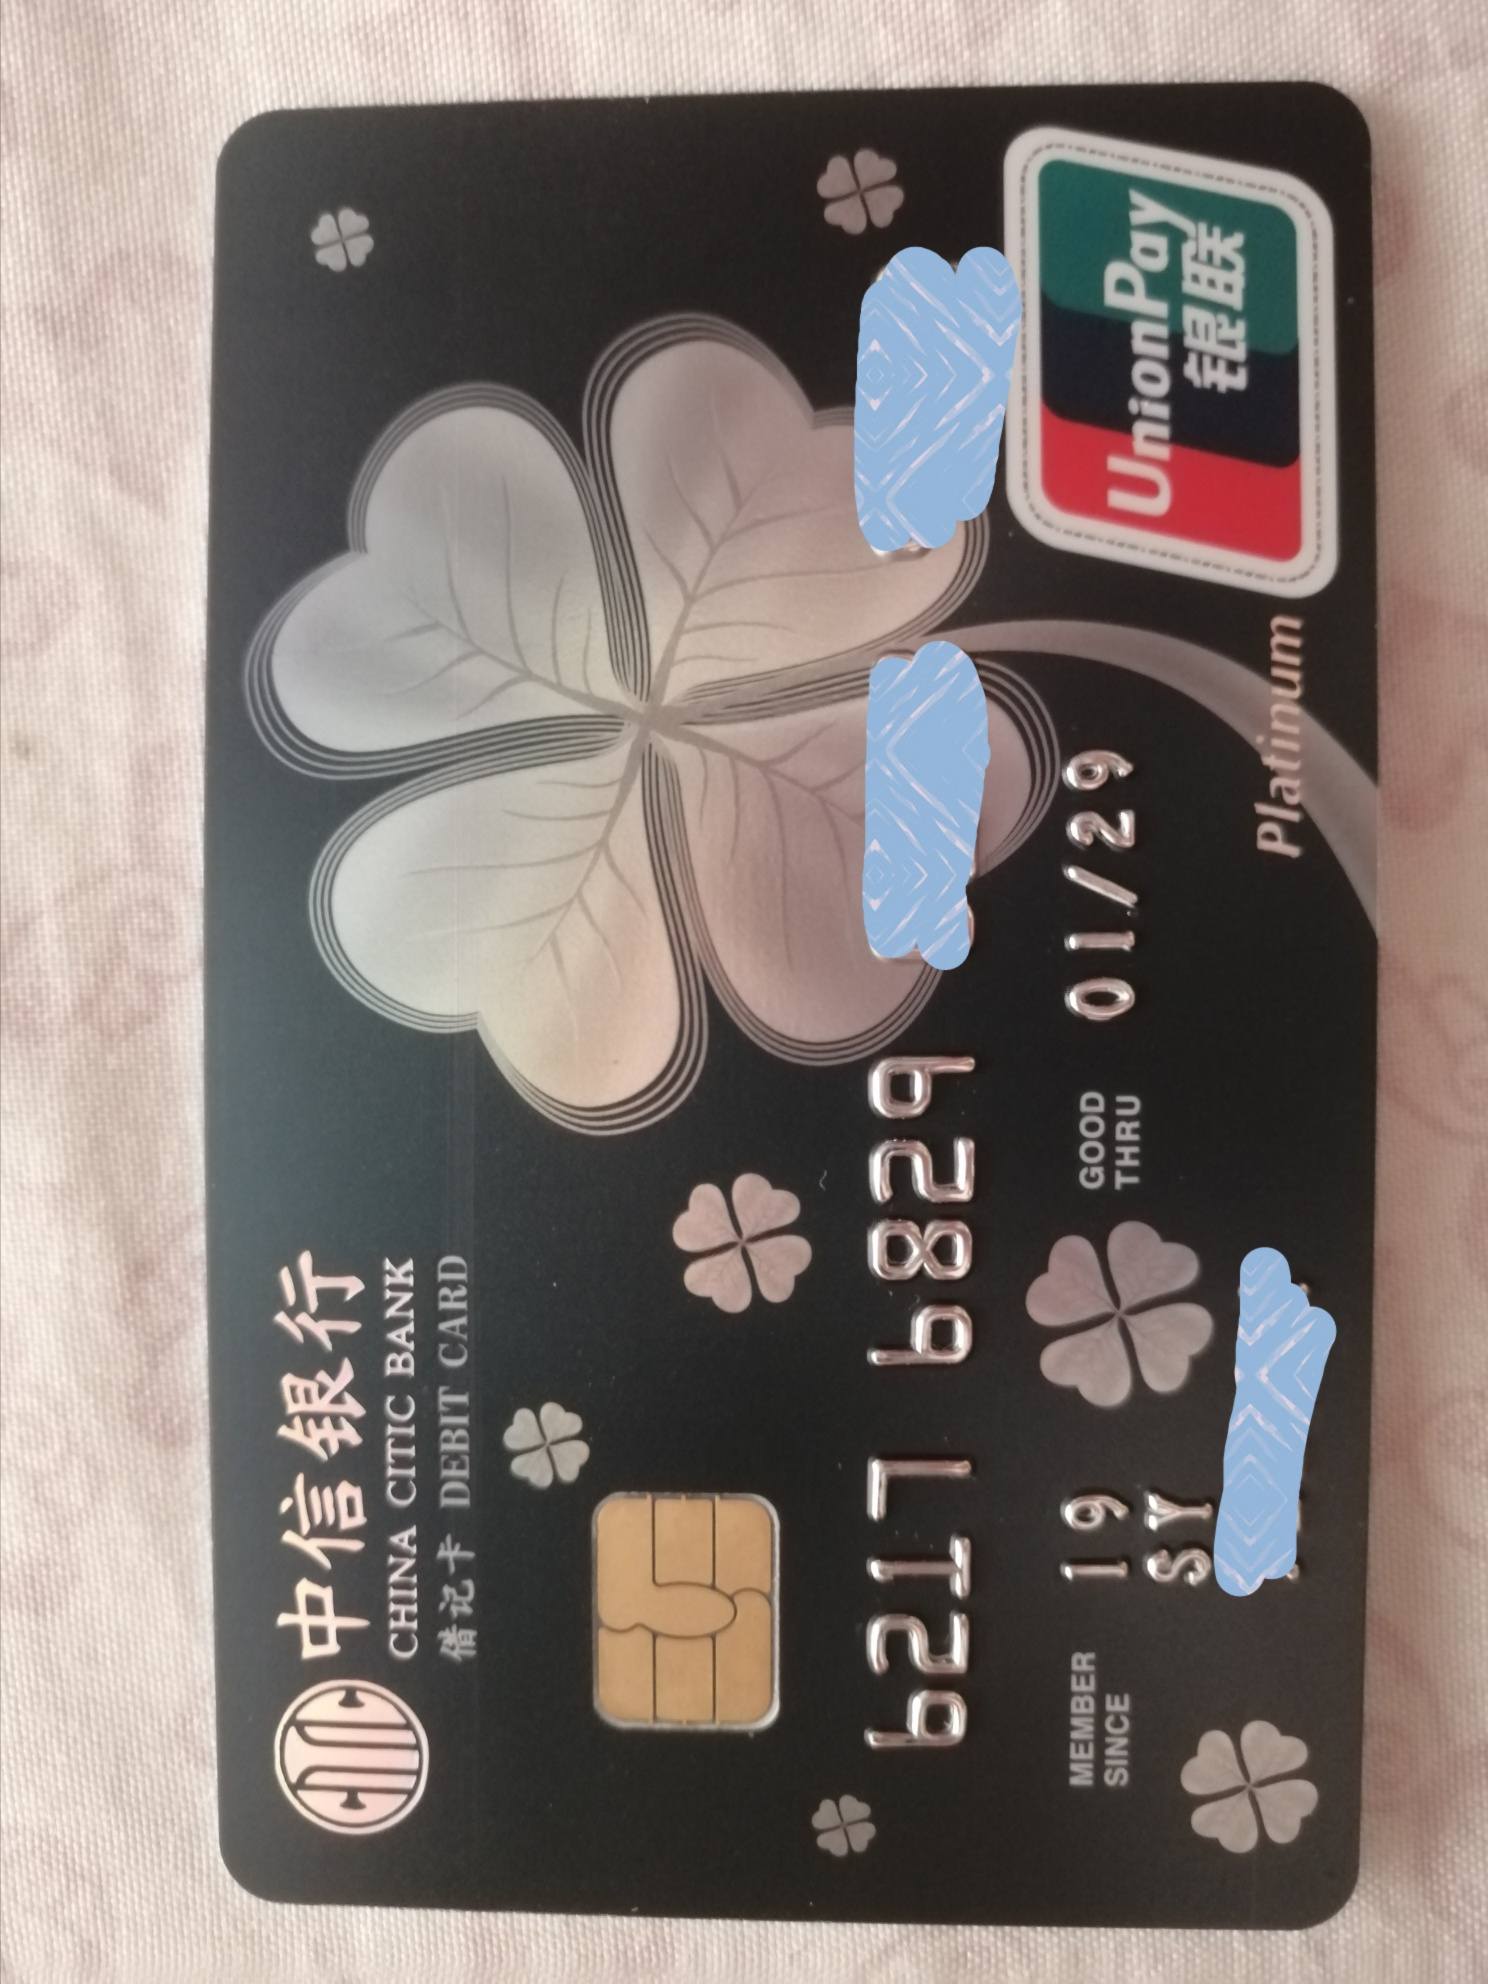 中信银行
CHINA CITIC BANK
借记卡 DEBIT CARD
6217 6829
MEMBER SINCE 19 GOOD THRU 01/29
SY
Platinum
UnionPay
银联